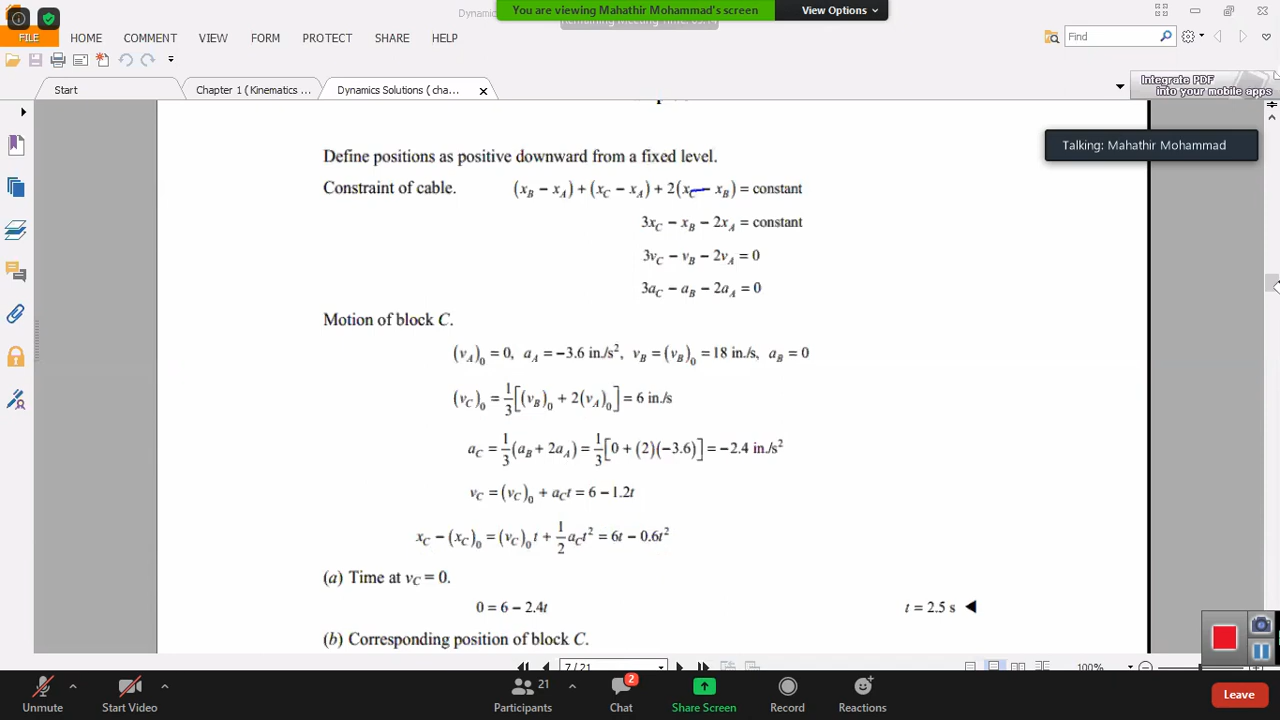 You are viewing Mahathir Mohammad's screen
View Options
FILE
HOME
COMMENT
VIEW
FORM
PROTECT
SHARE
HELP
Find
Start
Chapter 1 ( Kinematics ...
Dynamics Solutions ( cha...
Integrate PDF
into your mobile apps
Talking: Mahathir Mohammad
Define positions as positive downward from a fixed level.
Constraint of cable. (x_B − x_A) + (x_C − x_A) + 2(x_C − x_B) = constant
3x_C − x_B − 2x_A = constant
3v_C − v_B − 2v_A = 0
3a_C − a_B − 2a_A = 0
Motion of block C.
(v_A)_0 = 0, a_A = −3.6 in./s², v_B = (v_B)_0 = 18 in./s, a_B = 0
(v_C)_0 = 1/3[(v_B)_0 + 2(v_A)_0] = 6 in./s
a_C = 1/3(a_B + 2a_A) = 1/3[0 + (2)(−3.6)] = −2.4 in./s²
v_C = (v_C)_0 + a_C t = 6 − 1.2t
x_C − (x_C)_0 = (v_C)_0 t + 1/2 a_C t² = 6t − 0.6t²
(a) Time at v_C = 0.
0 = 6 − 2.4t t = 2.5 s ◀
(b) Corresponding position of block C.
7 / 21
100%
Unmute
Start Video
21
Participants
2
Chat
Share Screen
Record
Reactions
Leave